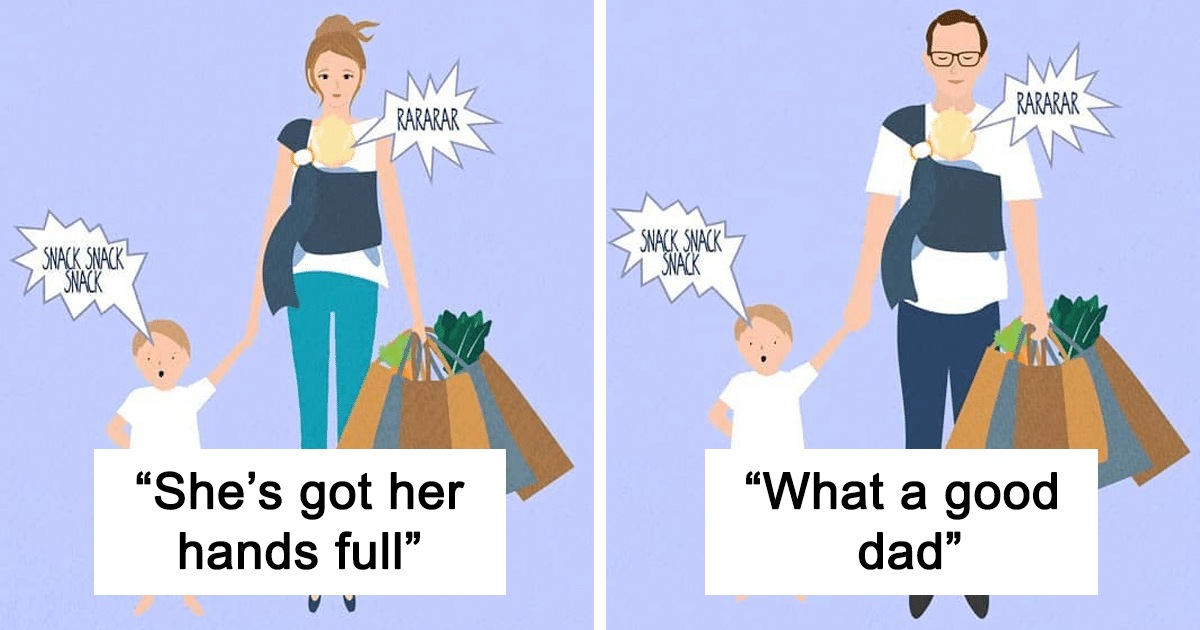 RARARAR
SNACK SNACK
SNACK
“She’s got her
hands full”
RARARAR
SNACK SNACK
SNACK
“What a good
dad”